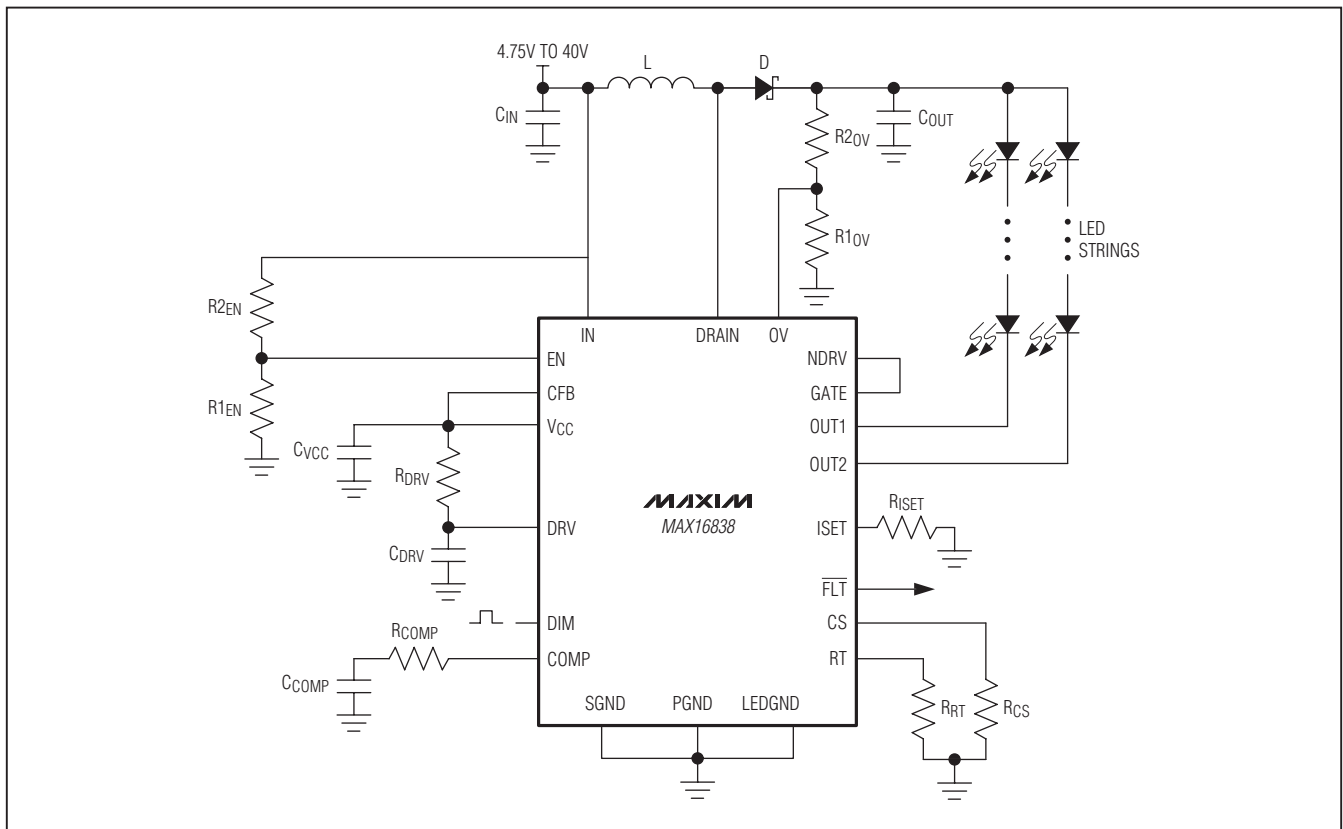 4.75V TO 40V
L
D
CIN
R2OV
COUT
R1OV
LED
STRINGS
R2EN
R1EN
IN
DRAIN
OV
EN
NDRV
CFB
GATE
VCC
OUT1
CVCC
RDRV
OUT2
MAXIM
MAX16838
RISET
DRV
ISET
CDRV
FLT
DIM
CS
RCOMP
COMP
RT
CCOMP
SGND
PGND
LEDGND
RRT
RCS